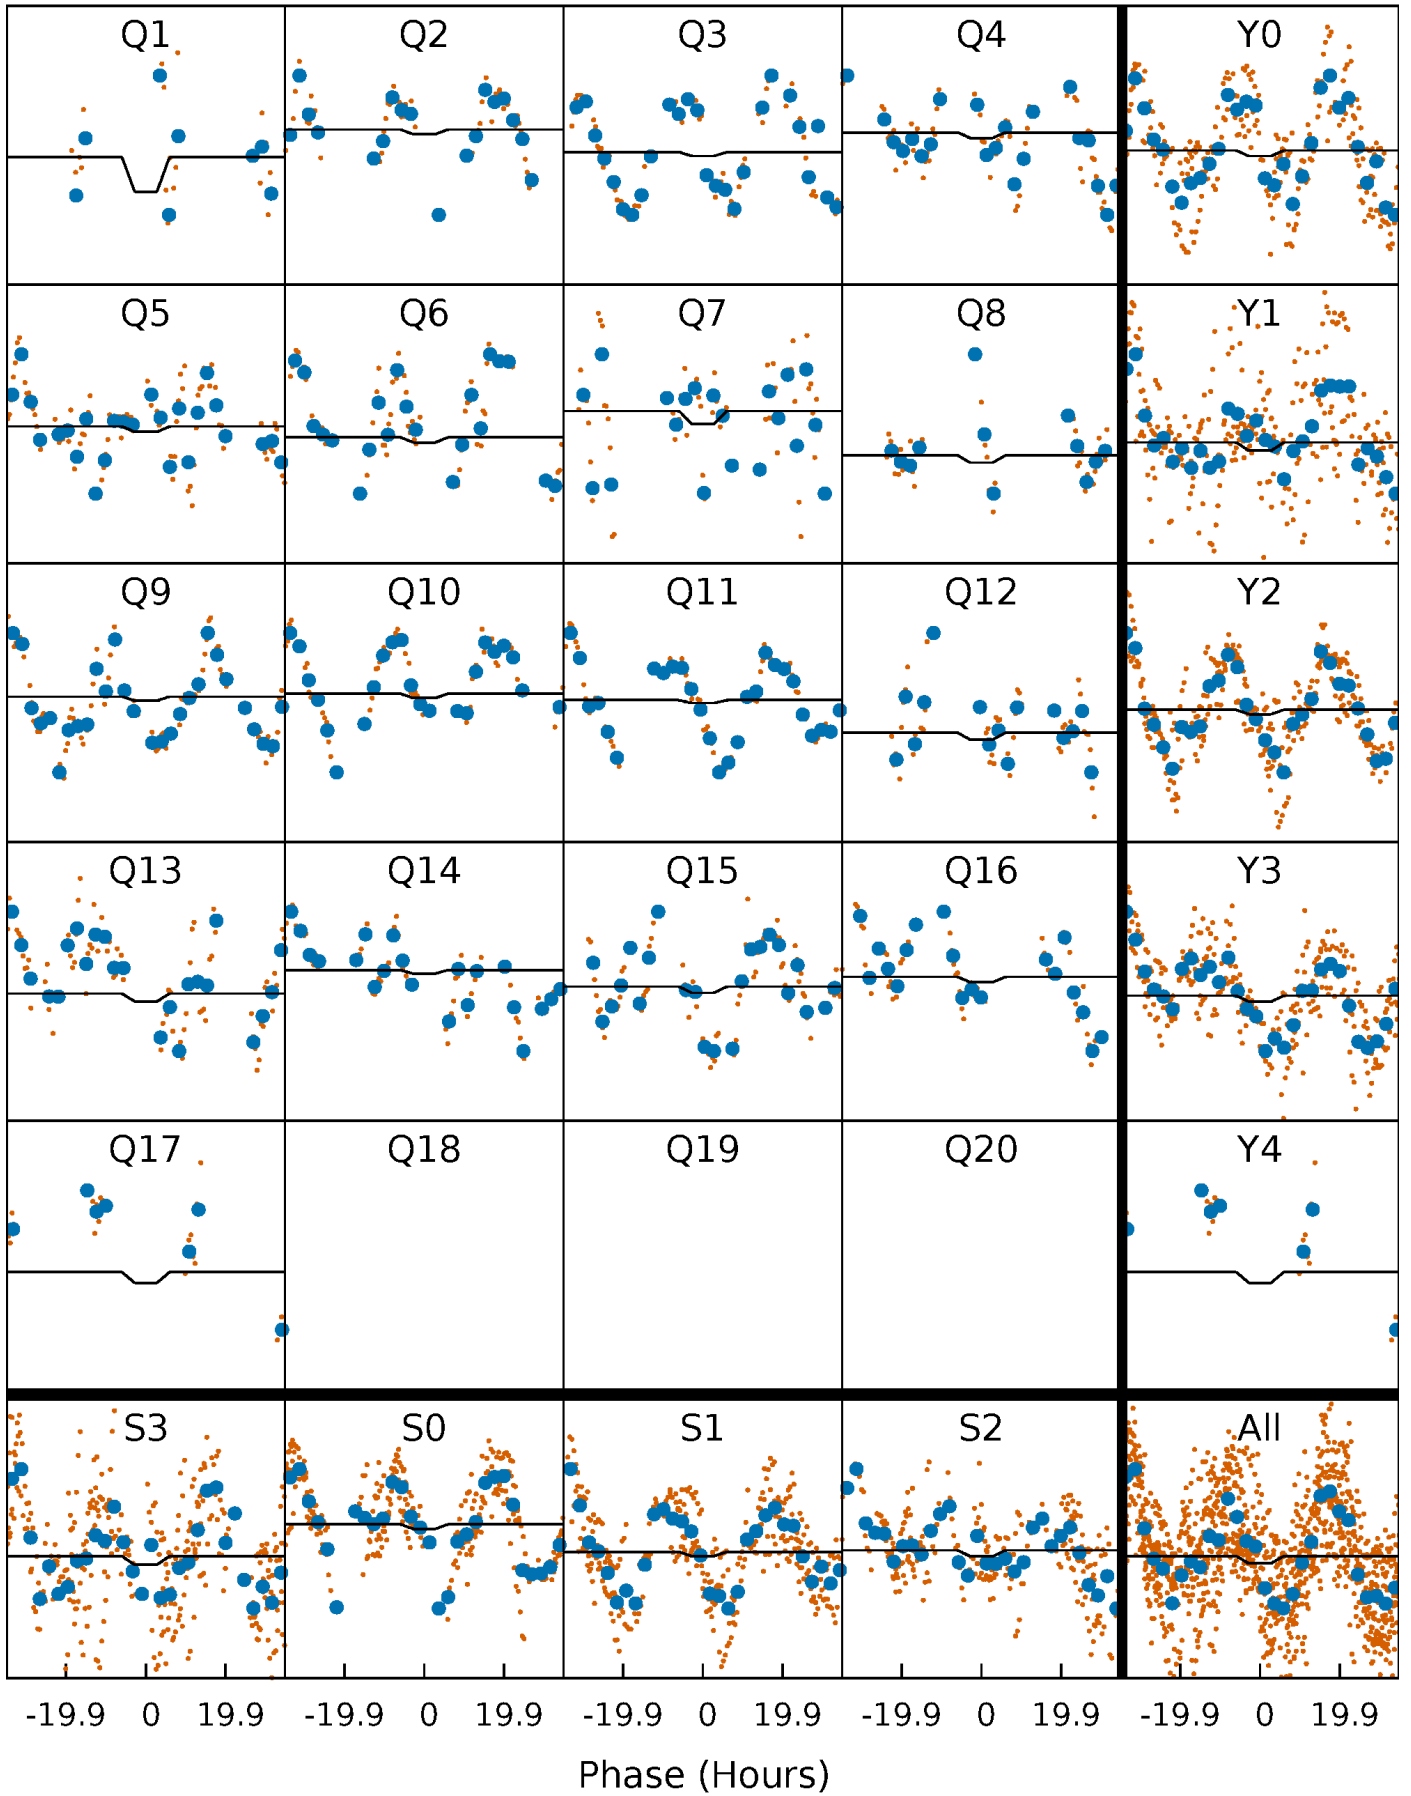 Q1 Q2 Q3 Q4 Y0
Q5 Q6 Q7 Q8 Y1
Q9 Q10 Q11 Q12 Y2
Q13 Q14 Q15 Q16 Y3
Q17 Q18 Q19 Q20 Y4
S3 S0 S1 S2 All
-19.9 0 19.9 -19.9 0 19.9 -19.9 0 19.9 -19.9 0 19.9 -19.9 0 19.9
Phase (Hours)